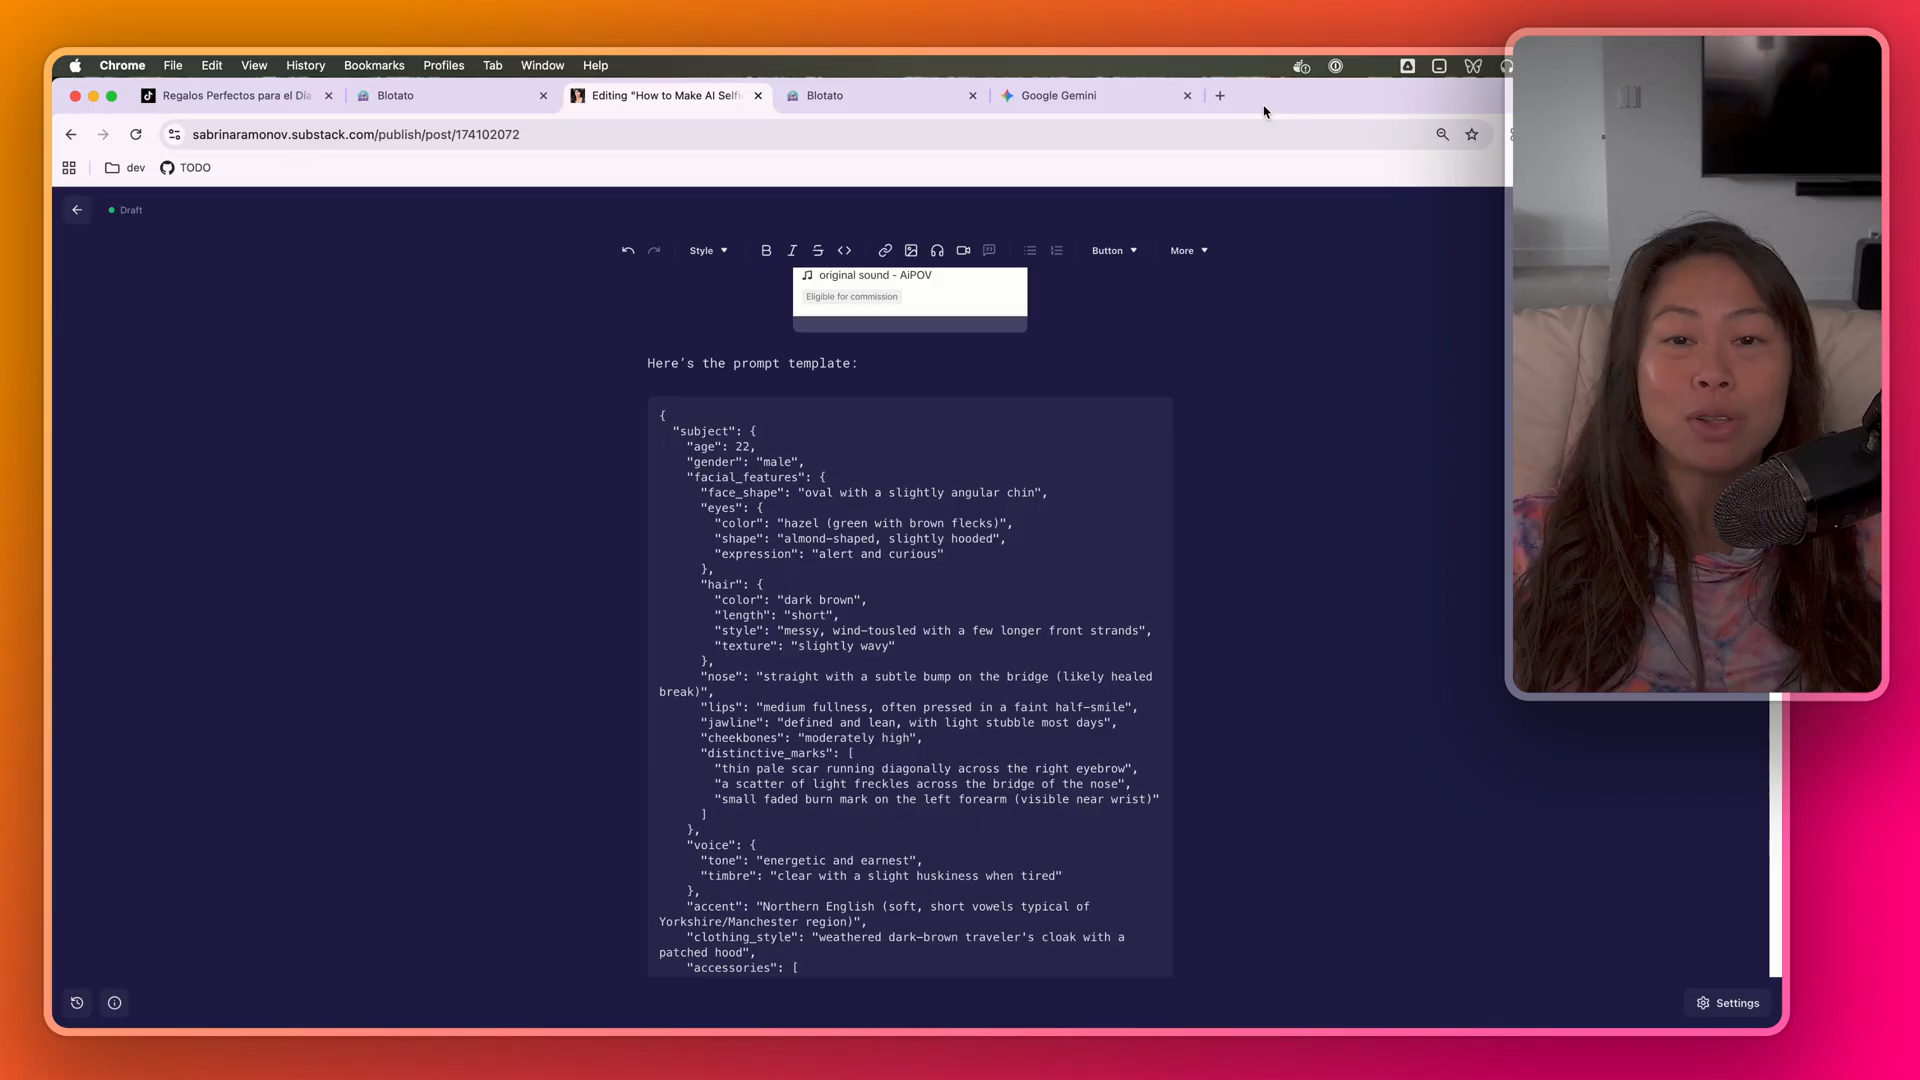 Chrome File Edit View History Bookmarks Profiles Tab Window Help
Regalos Perfectos para el Día
Blotato
Editing "How to Make AI Selfi
Blotato
Google Gemini
sabrinaramonov.substack.com/publish/post/174102072
dev
TODO
Draft
Style
Button
More
original sound - AiPOV
Eligible for commission
Here's the prompt template:
{
"subject": {
"age": 22,
"gender": "male",
"facial_features": {
"face_shape": "oval with a slightly angular chin",
"eyes": {
"color": "hazel (green with brown flecks)",
"shape": "almond-shaped, slightly hooded",
"expression": "alert and curious"
},
"hair": {
"color": "dark brown",
"length": "short",
"style": "messy, wind-tousled with a few longer front strands",
"texture": "slightly wavy"
},
"nose": "straight with a subtle bump on the bridge (likely healed
break)",
"lips": "medium fullness, often pressed in a faint half-smile",
"jawline": "defined and lean, with light stubble most days",
"cheekbones": "moderately high",
"distinctive_marks": [
"thin pale scar running diagonally across the right eyebrow",
"a scatter of light freckles across the bridge of the nose",
"small faded burn mark on the left forearm (visible near wrist)"
]
},
"voice": {
"tone": "energetic and earnest",
"timbre": "clear with a slight huskiness when tired"
},
"accent": "Northern English (soft, short vowels typical of
Yorkshire/Manchester region)",
"clothing_style": "weathered dark-brown traveler's cloak with a
patched hood",
"accessories": [
Settings